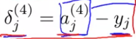 δ_j^{(4)} = a_j^{(4)} − y_j